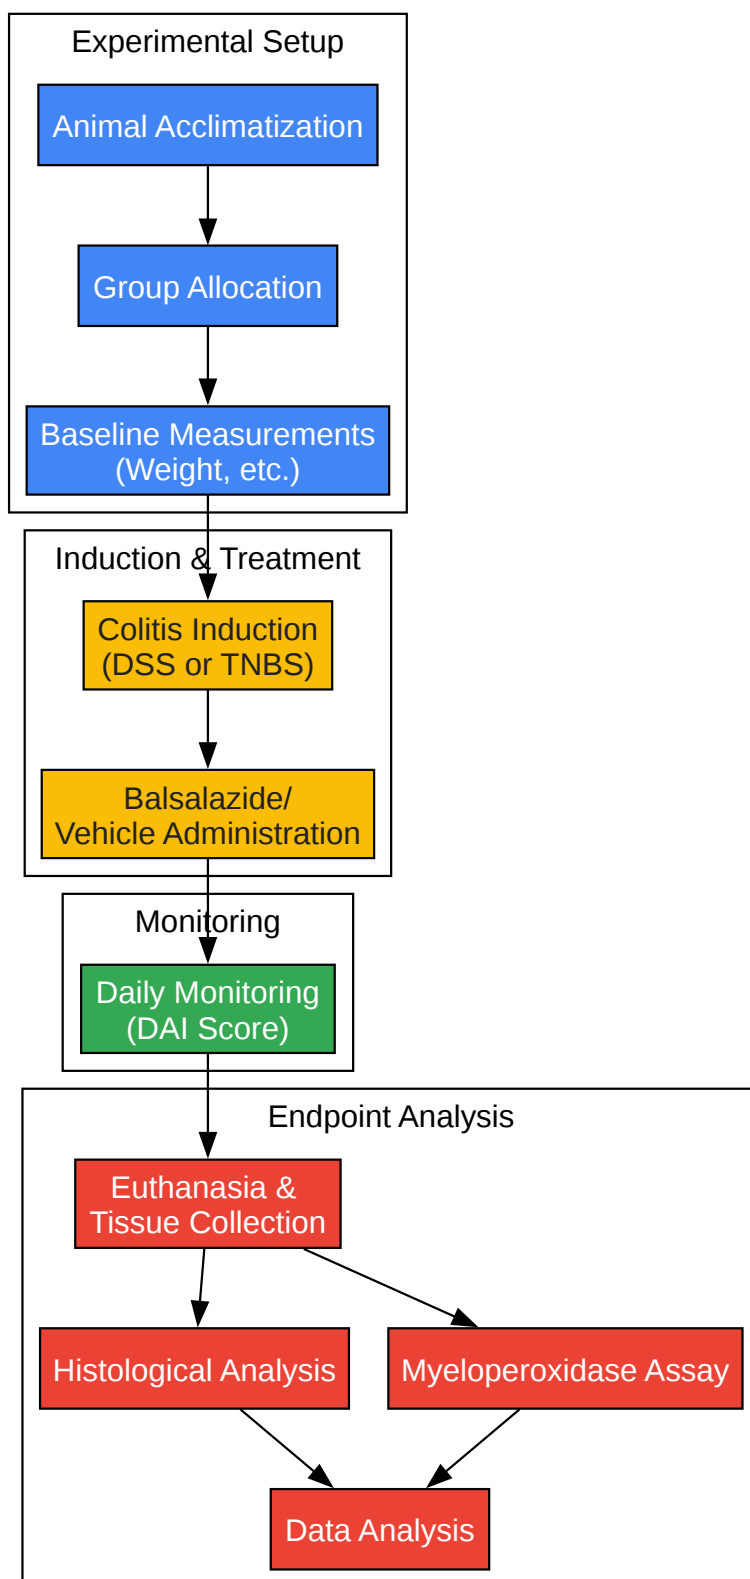 Experimental Setup
Animal Acclimatization
Group Allocation
Baseline Measurements
(Weight, etc.)
Induction & Treatment
Colitis Induction
(DSS or TNBS)
Balsalazide/
Vehicle Administration
Monitoring
Daily Monitoring
(DAI Score)
Endpoint Analysis
Euthanasia &
Tissue Collection
Histological Analysis
Myeloperoxidase Assay
Data Analysis